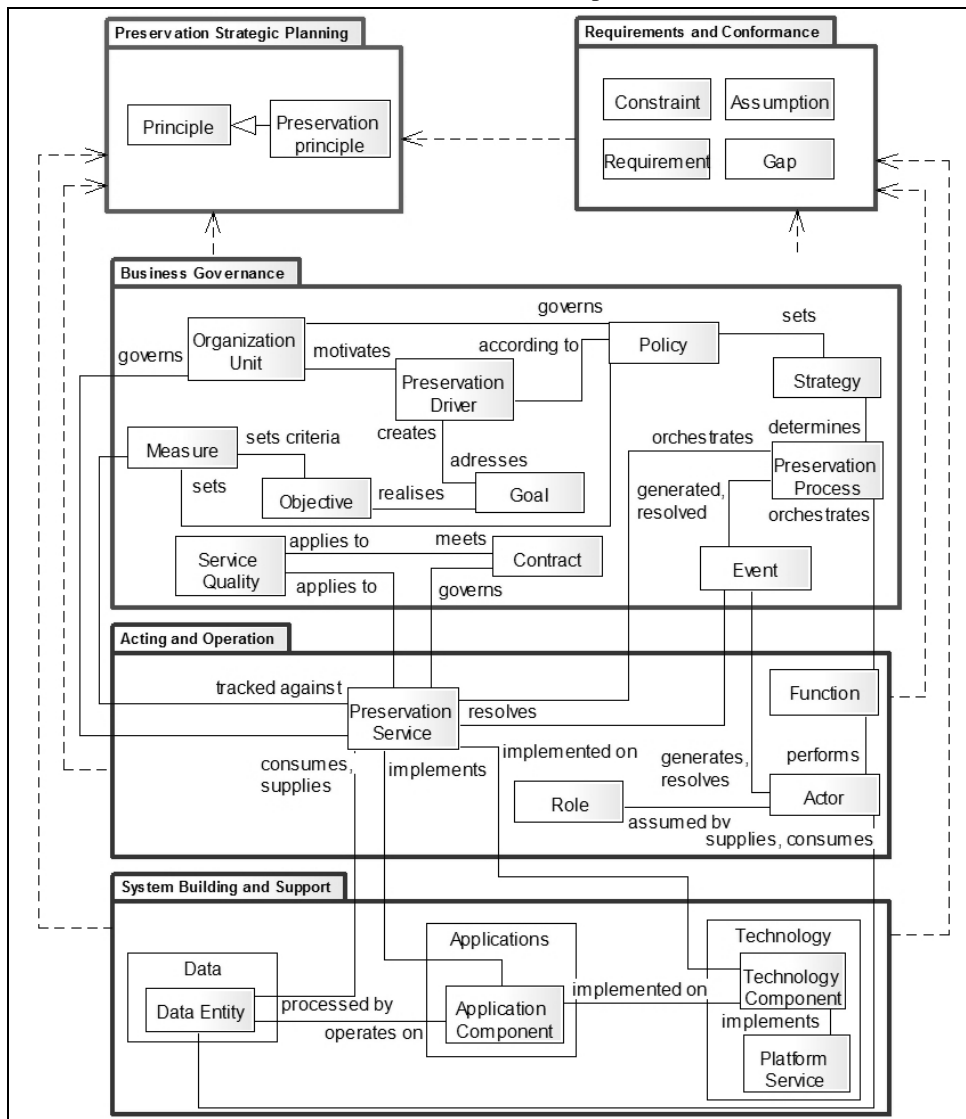 Preservation Strategic Planning
Requirements and Conformance
Principle
Preservation
principle
Constraint
Assumption
Requirement
Gap
Business Governance
governs
sets
governs
Organization
Unit
motivates
according to
Policy
Preservation
Driver
Strategy
creates
determines
Measure
sets criteria
orchestrates
adresses
Preservation
Process
sets
Objective
realises
Goal
generated,
resolved
orchestrates
applies to
meets
Service
Quality
Contract
Event
applies to
governs
Acting and Operation
tracked against
Function
Preservation
Service
resolves
implemented on
consumes,
supplies
implements
generates,
resolves
performs
Role
Actor
assumed by
supplies, consumes
System Building and Support
Applications
Technology
Data
Technology
Component
implemented on
Data Entity
processed by
Application
Component
operates on
implements
Platform
Service